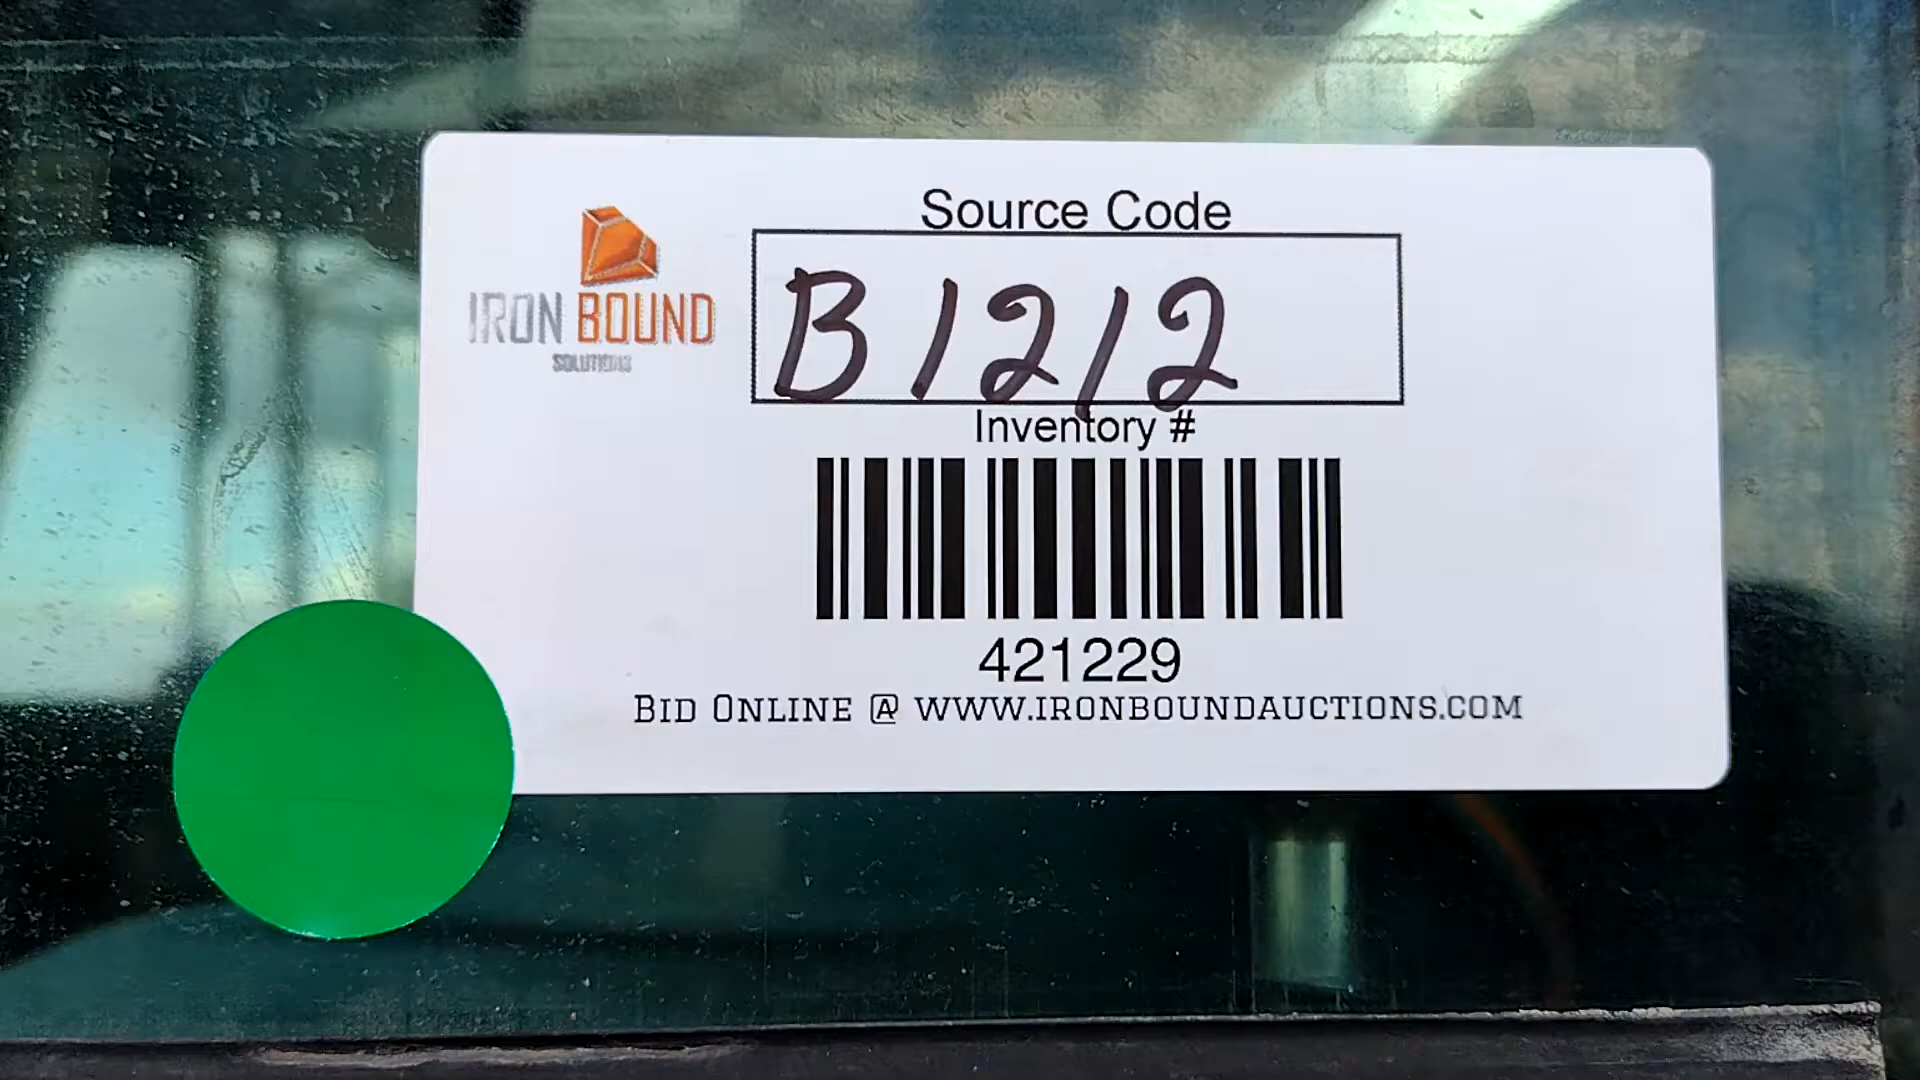 Source Code
IRON BOUND
SOLUTIONS
B1212
Inventory #
421229
BID ONLINE @ WWW.IRONBOUNDAUCTIONS.COM